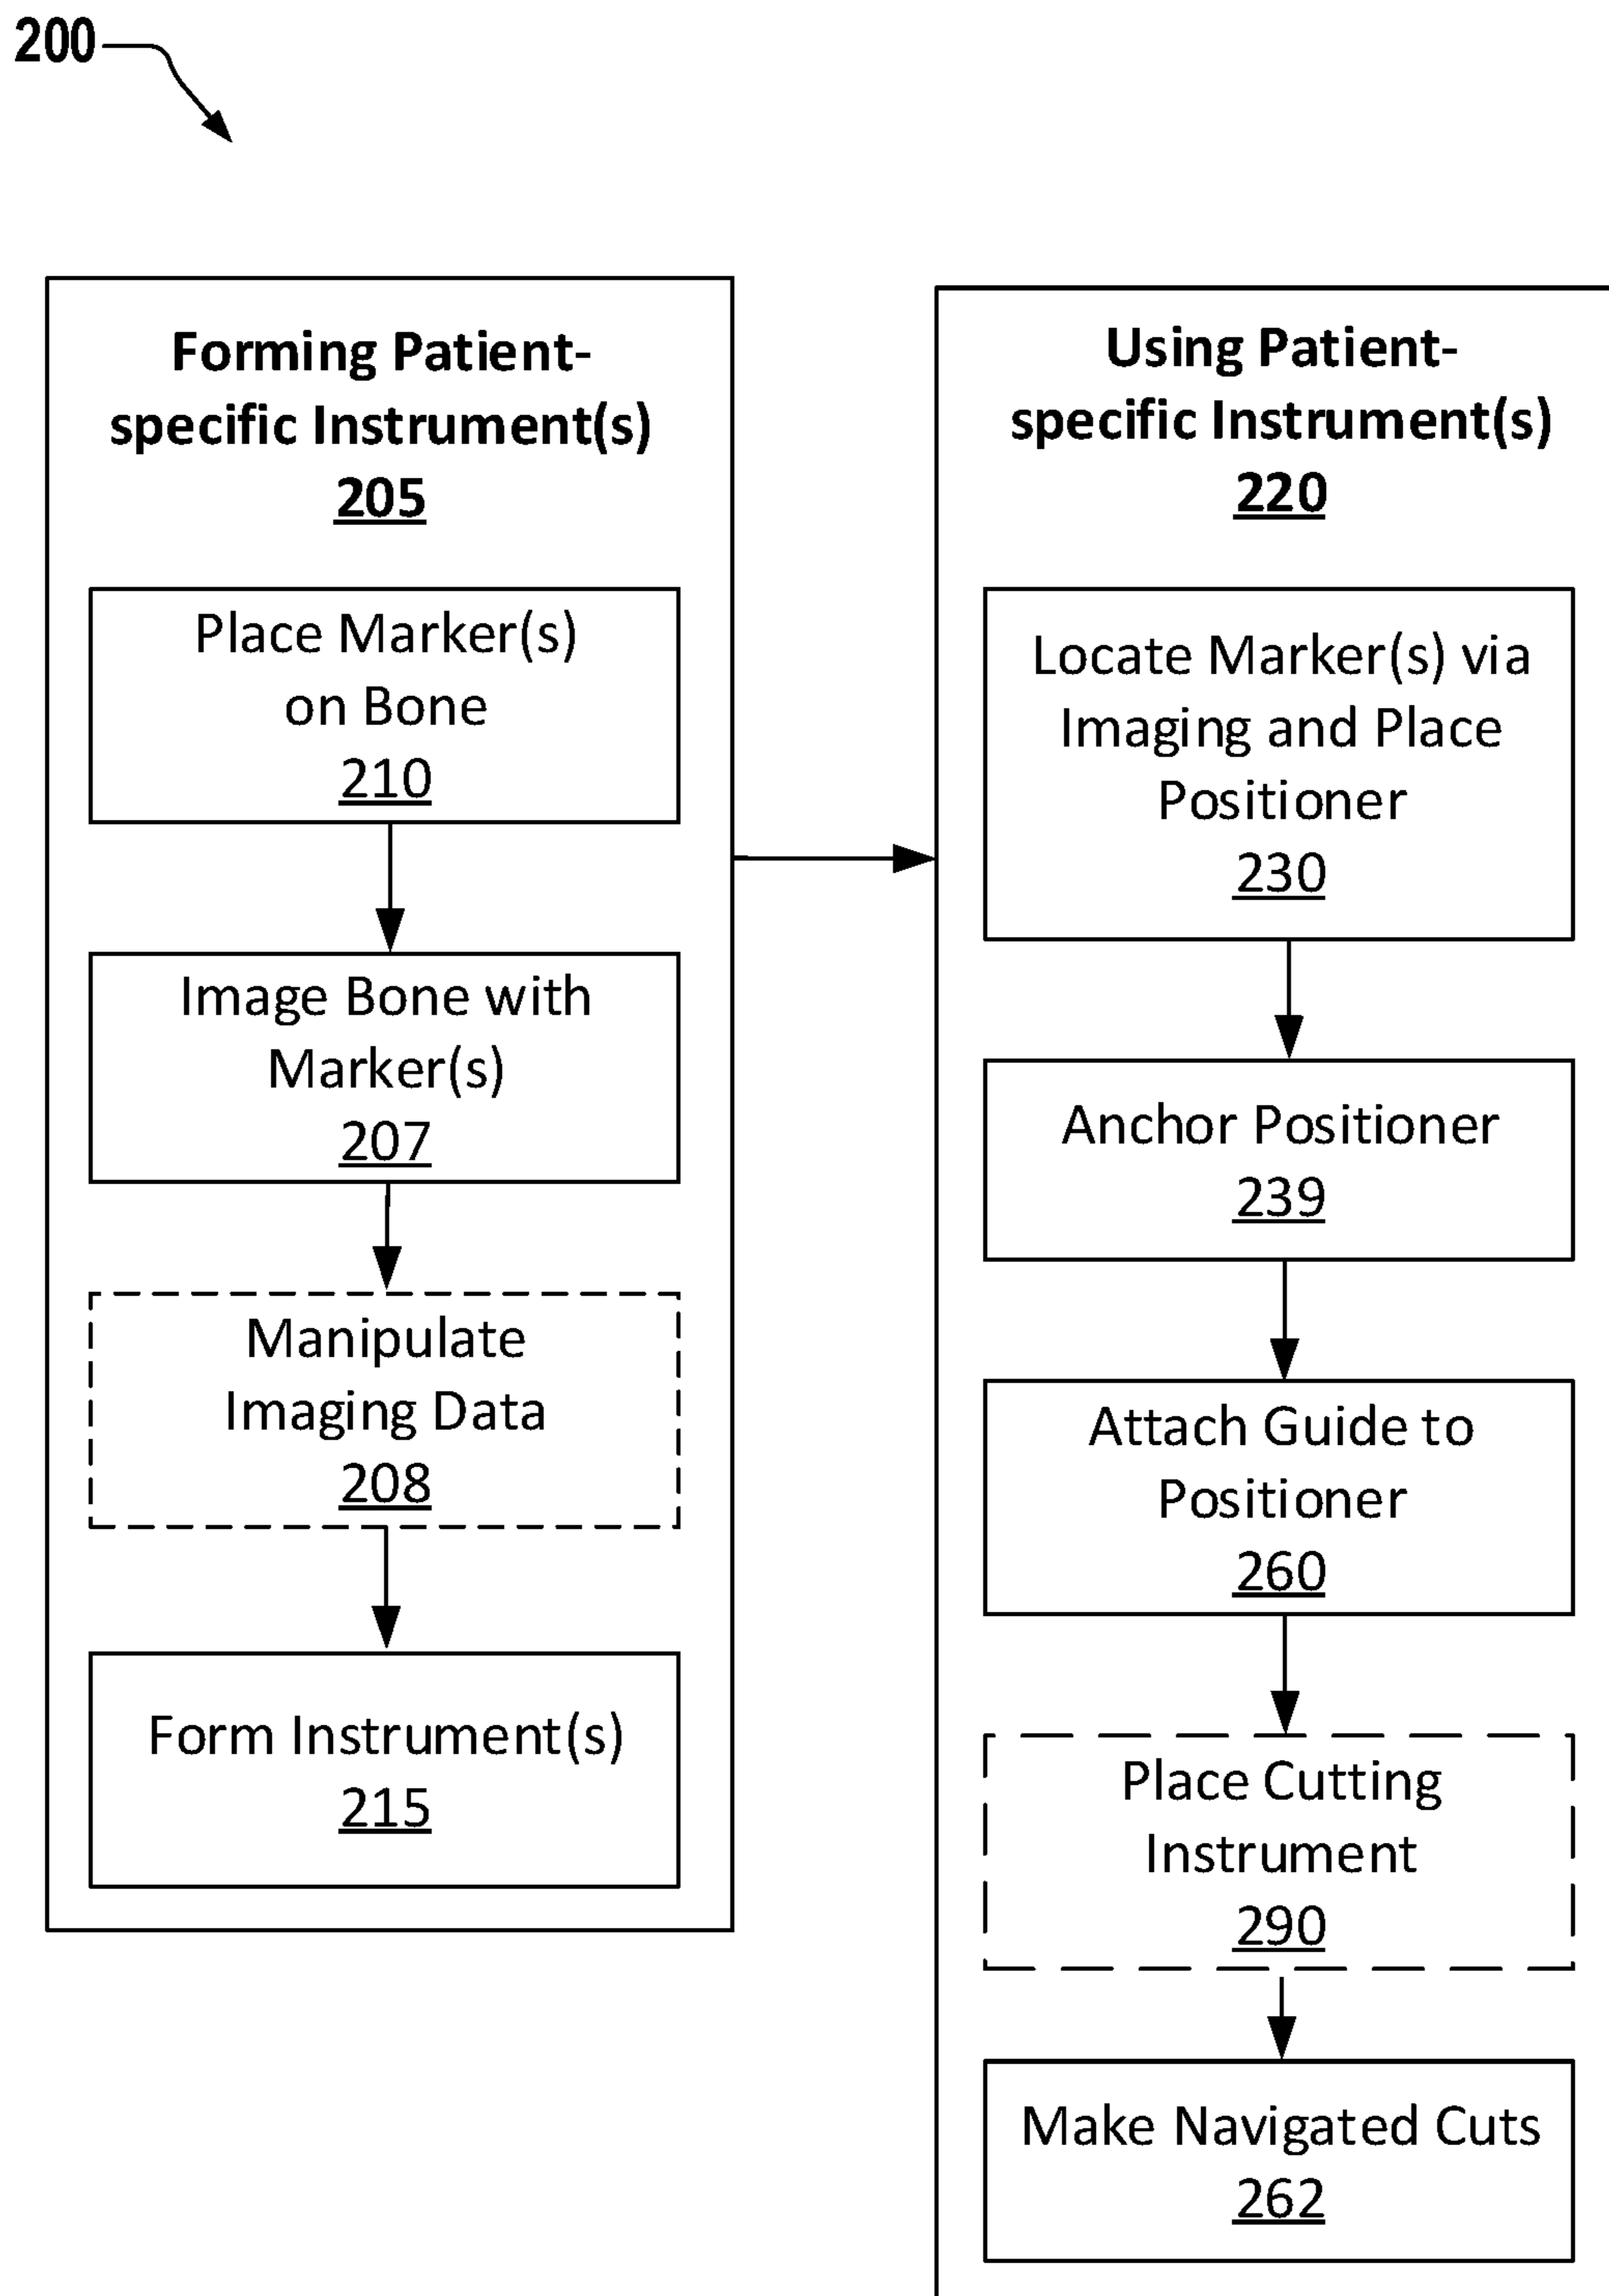 200
Forming Patient-
specific Instrument(s)
205
Place Marker(s)
on Bone
210
Image Bone with
Marker(s)
207
Manipulate
Imaging Data
208
Form Instrument(s)
215
Using Patient-
specific Instrument(s)
220
Locate Marker(s) via
Imaging and Place
Positioner
230
Anchor Positioner
239
Attach Guide to
Positioner
260
Place Cutting
Instrument
290
Make Navigated Cuts
262